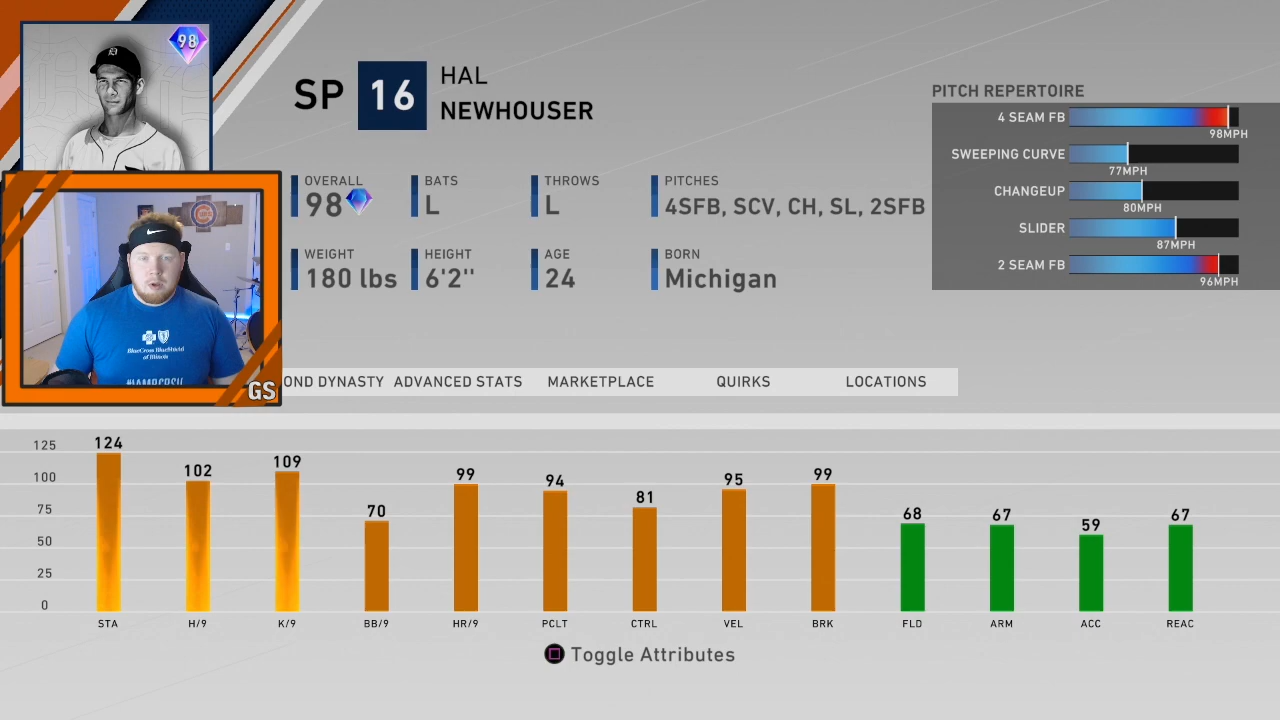 98
SP
16
HAL
NEWHOUSER
OVERALL
98
BATS
L
THROWS
L
PITCHES
4SFB, SCV, CH, SL, 2SFB
WEIGHT
180 lbs
HEIGHT
6'2''
AGE
24
BORN
Michigan
PITCH REPERTOIRE
4 SEAM FB
98MPH
SWEEPING CURVE
77MPH
CHANGEUP
80MPH
SLIDER
87MPH
2 SEAM FB
96MPH
BlueCross BlueShield
of Illinois
GS
OND DYNASTY
ADVANCED STATS
MARKETPLACE
QUIRKS
LOCATIONS
125
100
75
50
25
0
124
102
109
70
99
94
81
95
99
68
67
59
67
STA
H/9
K/9
BB/9
HR/9
PCLT
CTRL
VEL
BRK
FLD
ARM
ACC
REAC
Toggle Attributes